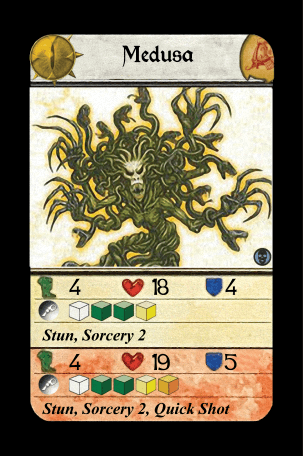 Medusa
4 18 4
Stun, Sorcery 2
4 19 5
Stun, Sorcery 2, Quick Shot